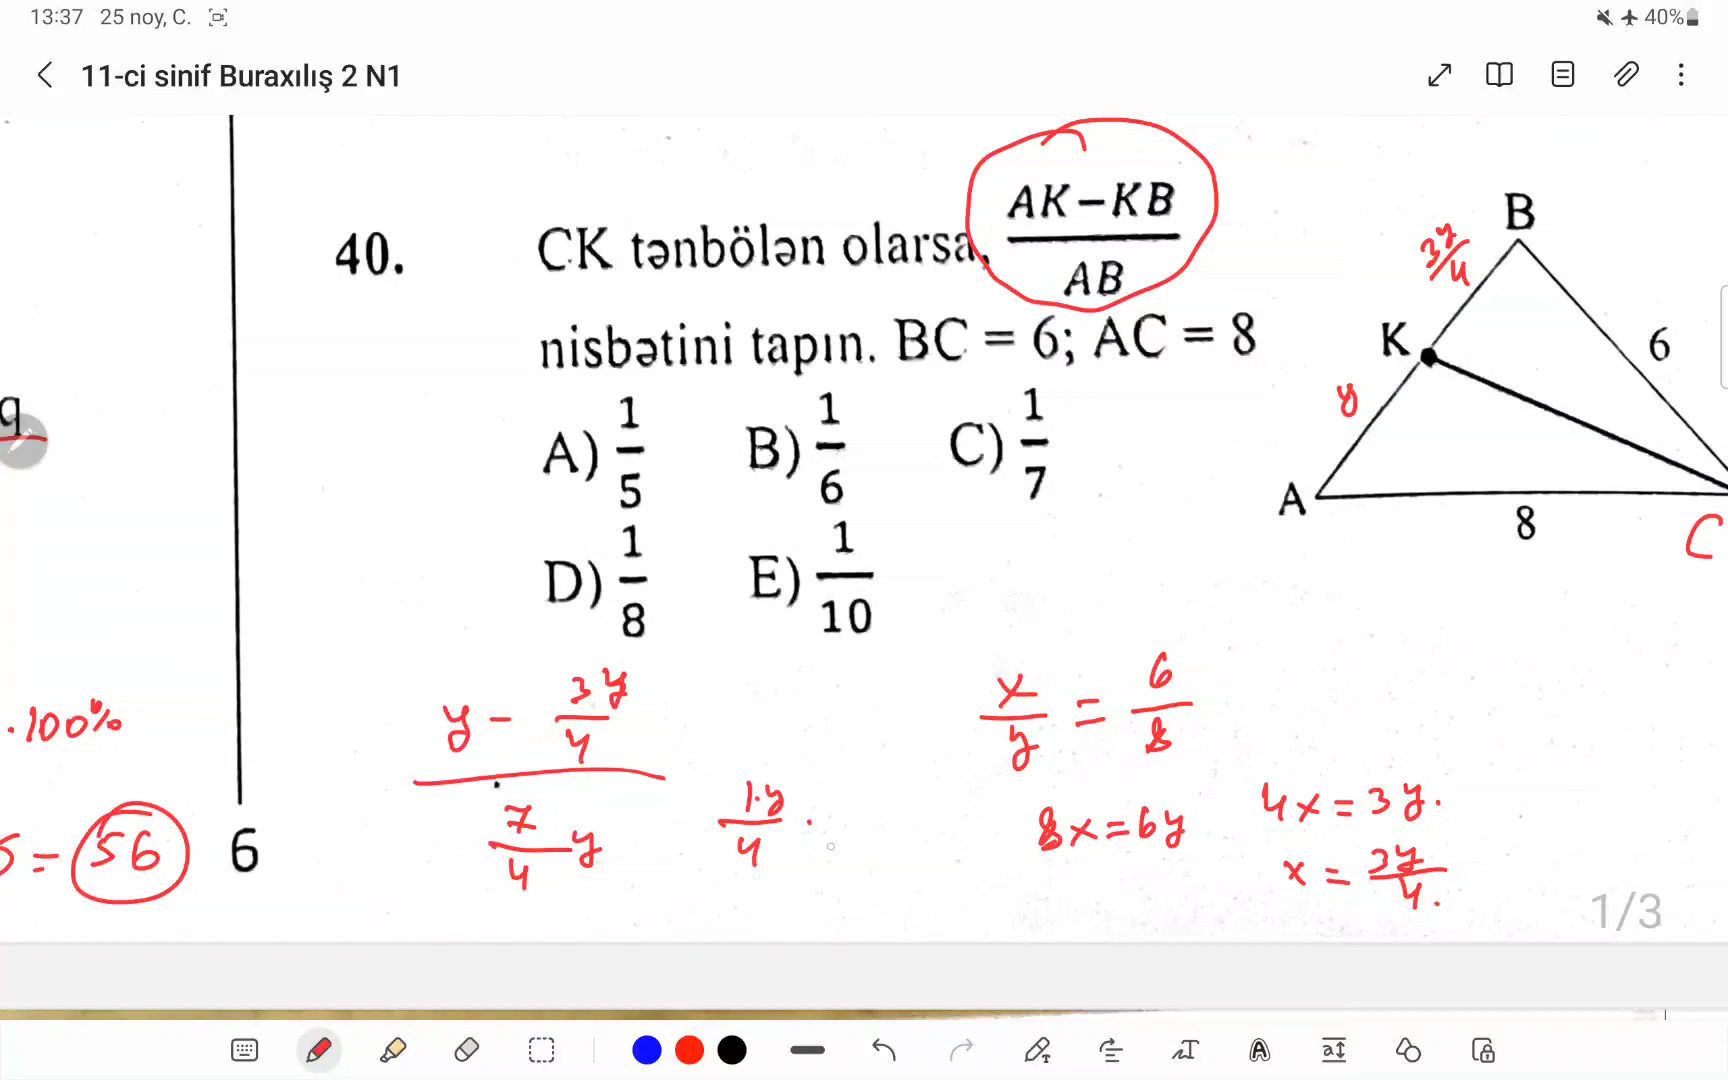 13:37 25 noy, C.
40%
11-ci sinif Buraxılış 2 N1
40. CK tənbölən olarsa, AK-KB / AB
nisbətini tapın. BC = 6; AC = 8
A) 1/5 B) 1/6 C) 1/7
D) 1/8 E) 1/10
B
3y/4
K
6
y
A
8
C
q
.100%
= 56
6
y - 3y/4
7/4 y
1.y/4 .
x/y = 6/8
8x=6y
4x=3y.
x = 3y/4.
1/3